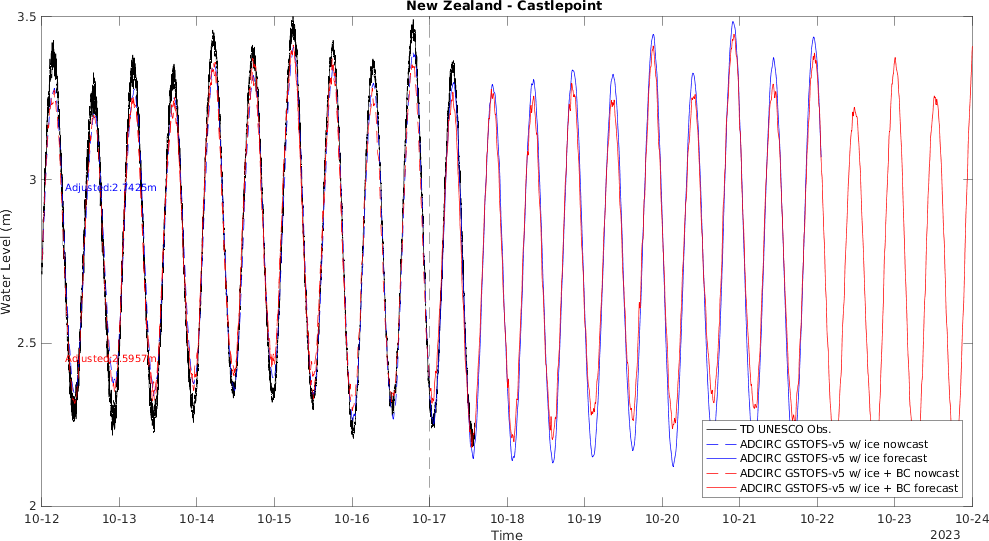 New Zealand - Castlepoint
3.5
3
2.5
2
Water Level (m)
Adjusted:2.7425m
Adjusted:2.5957m
TD UNESCO Obs.
ADCIRC GSTOFS-v5 w/ ice nowcast
ADCIRC GSTOFS-v5 w/ ice forecast
ADCIRC GSTOFS-v5 w/ ice + BC nowcast
ADCIRC GSTOFS-v5 w/ ice + BC forecast
10-12 10-13 10-14 10-15 10-16 10-17 10-18 10-19 10-20 10-21 10-22 10-23 10-24
Time
2023